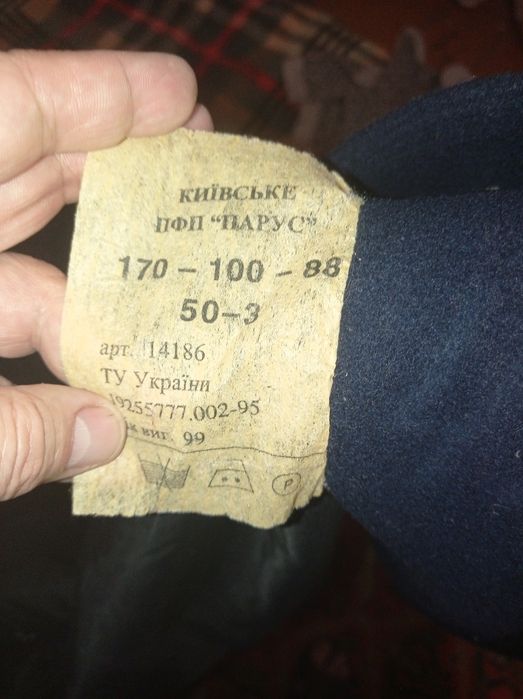 КИЇВСЬКЕ
ПФП "ПАРУС"
170 – 100 – 88
50–3
арт. 14186
ТУ України
19255777.002-95
виг. 99
P